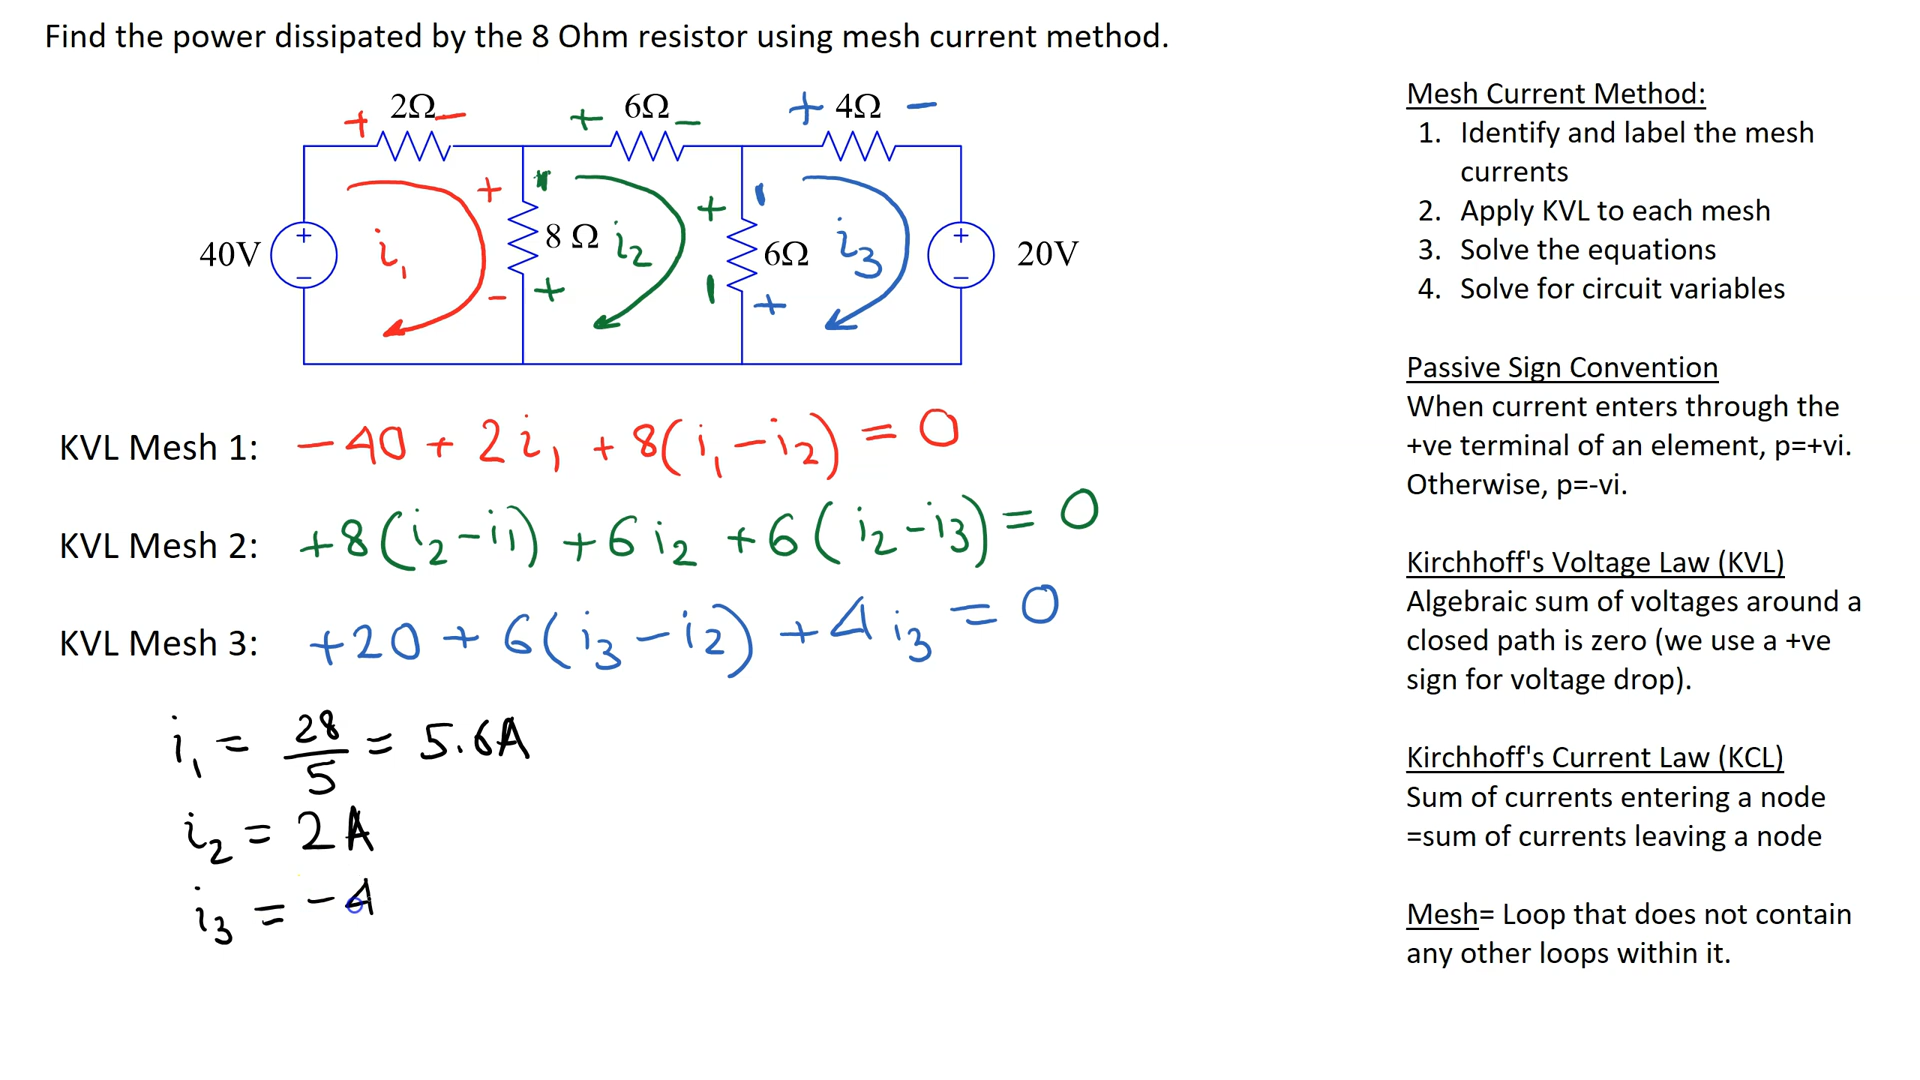 Find the power dissipated by the 8 Ohm resistor using mesh current method.
+ 2Ω − + 6Ω − + 4Ω −
+ +
40V + − i₁ 8 Ω i₂ 6Ω i₃ + − 20V
− + +
KVL Mesh 1: −40 + 2i₁ + 8(i₁ − i₂) = 0
KVL Mesh 2: +8(i₂ − i₁) + 6i₂ + 6(i₂ − i₃) = 0
KVL Mesh 3: +20 + 6(i₃ − i₂) + 4i₃ = 0
i₁ = 28/5 = 5.6A
i₂ = 2A
i₃ = −4
Mesh Current Method:
1. Identify and label the mesh
currents
2. Apply KVL to each mesh
3. Solve the equations
4. Solve for circuit variables
Passive Sign Convention
When current enters through the
+ve terminal of an element, p=+vi.
Otherwise, p=-vi.
Kirchhoff's Voltage Law (KVL)
Algebraic sum of voltages around a
closed path is zero (we use a +ve
sign for voltage drop).
Kirchhoff's Current Law (KCL)
Sum of currents entering a node
=sum of currents leaving a node
Mesh= Loop that does not contain
any other loops within it.